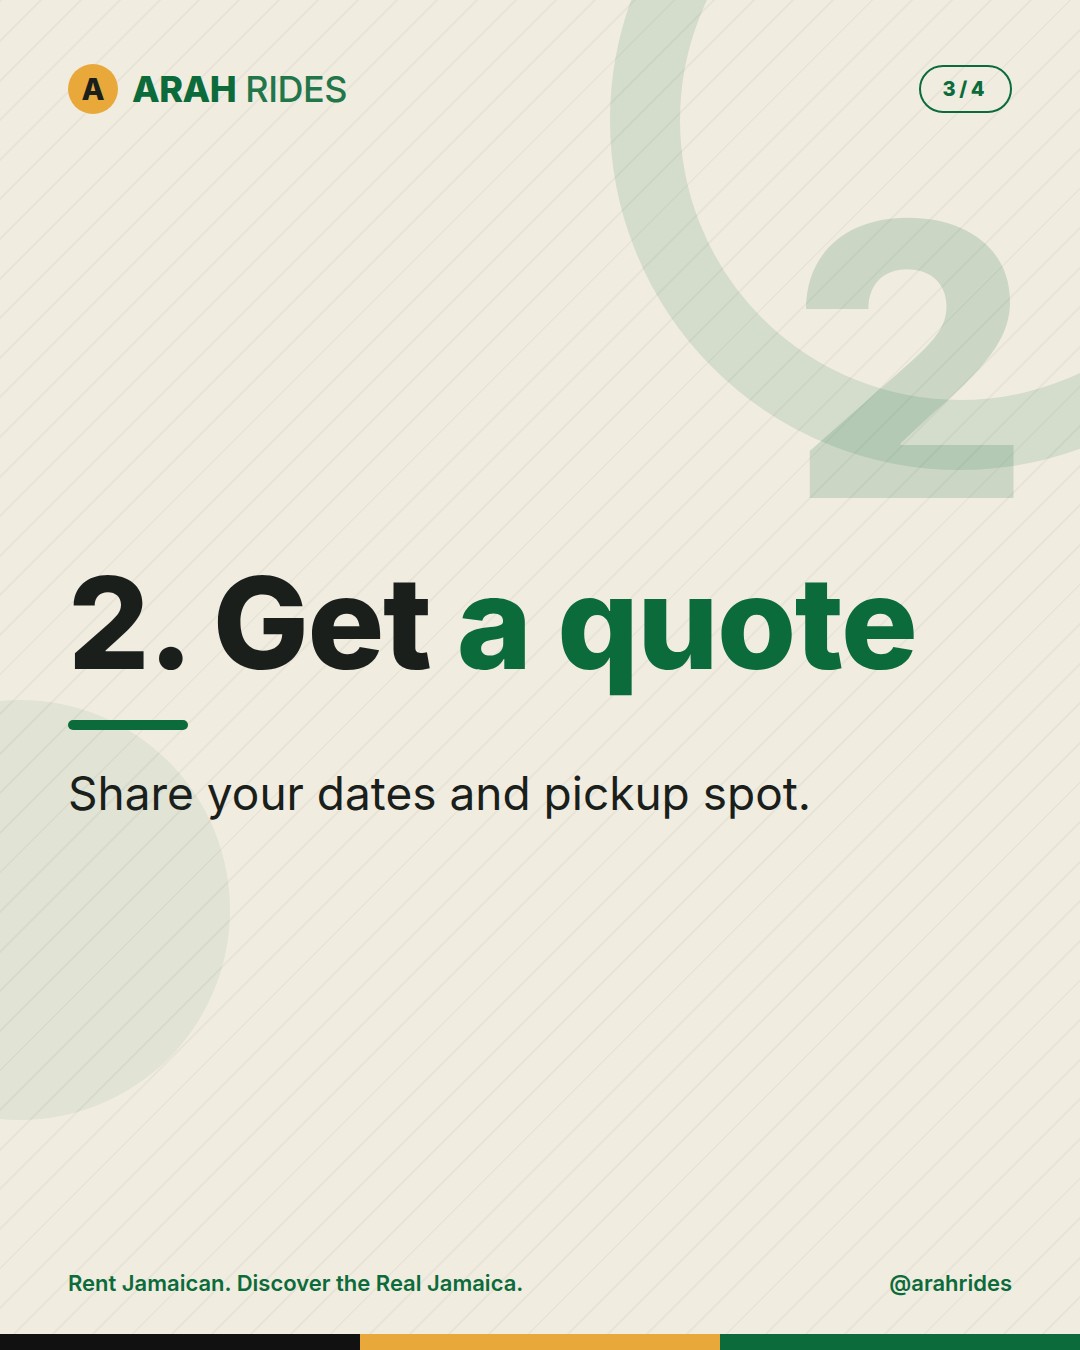 A ARAH RIDES
3/4
2
2. Get a quote
Share your dates and pickup spot.
Rent Jamaican. Discover the Real Jamaica.
@arahrides